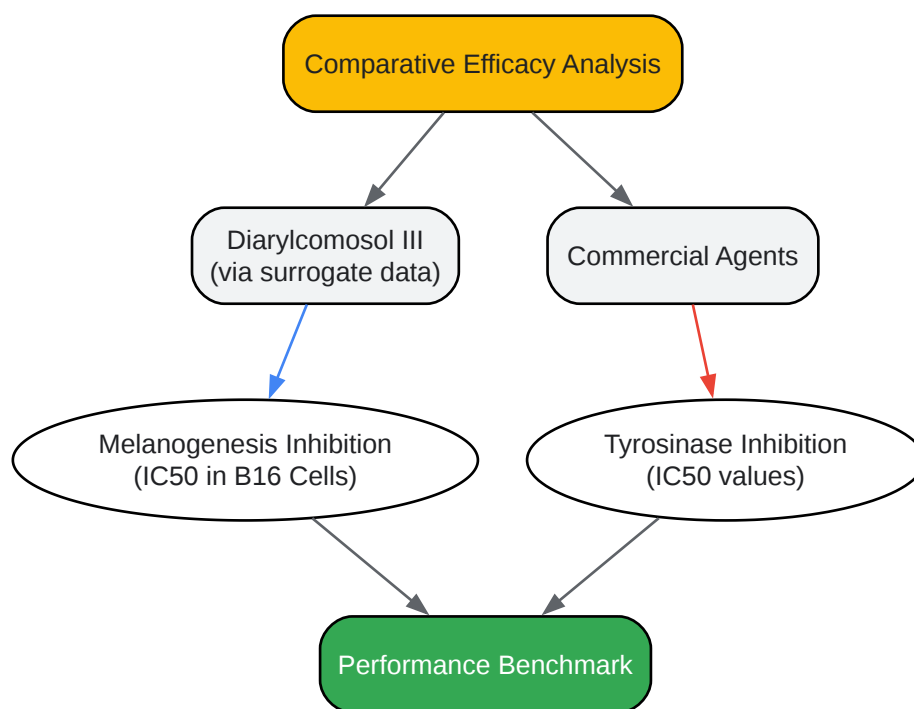 Comparative Efficacy Analysis
Diarylcomosol III
(via surrogate data)
Commercial Agents
Melanogenesis Inhibition
(IC50 in B16 Cells)
Tyrosinase Inhibition
(IC50 values)
Performance Benchmark